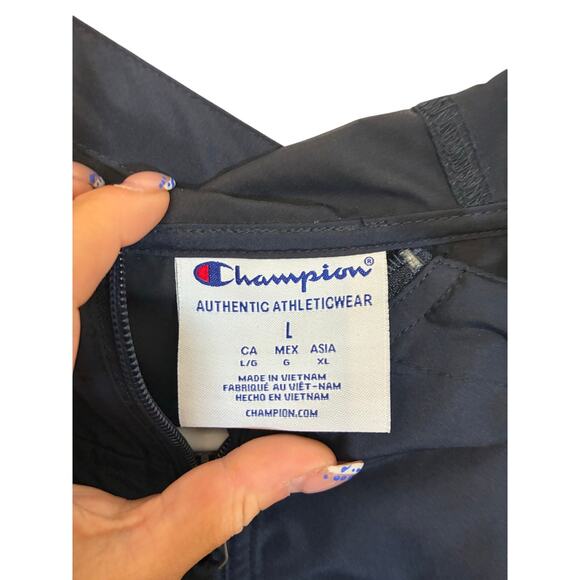 Champion®
AUTHENTIC ATHLETICWEAR
L
CA MEX ASIA
L/G G XL
MADE IN VIETNAM
FABRIQUÉ AU VIÊT-NAM
HECHO EN VIETNAM
CHAMPION.COM